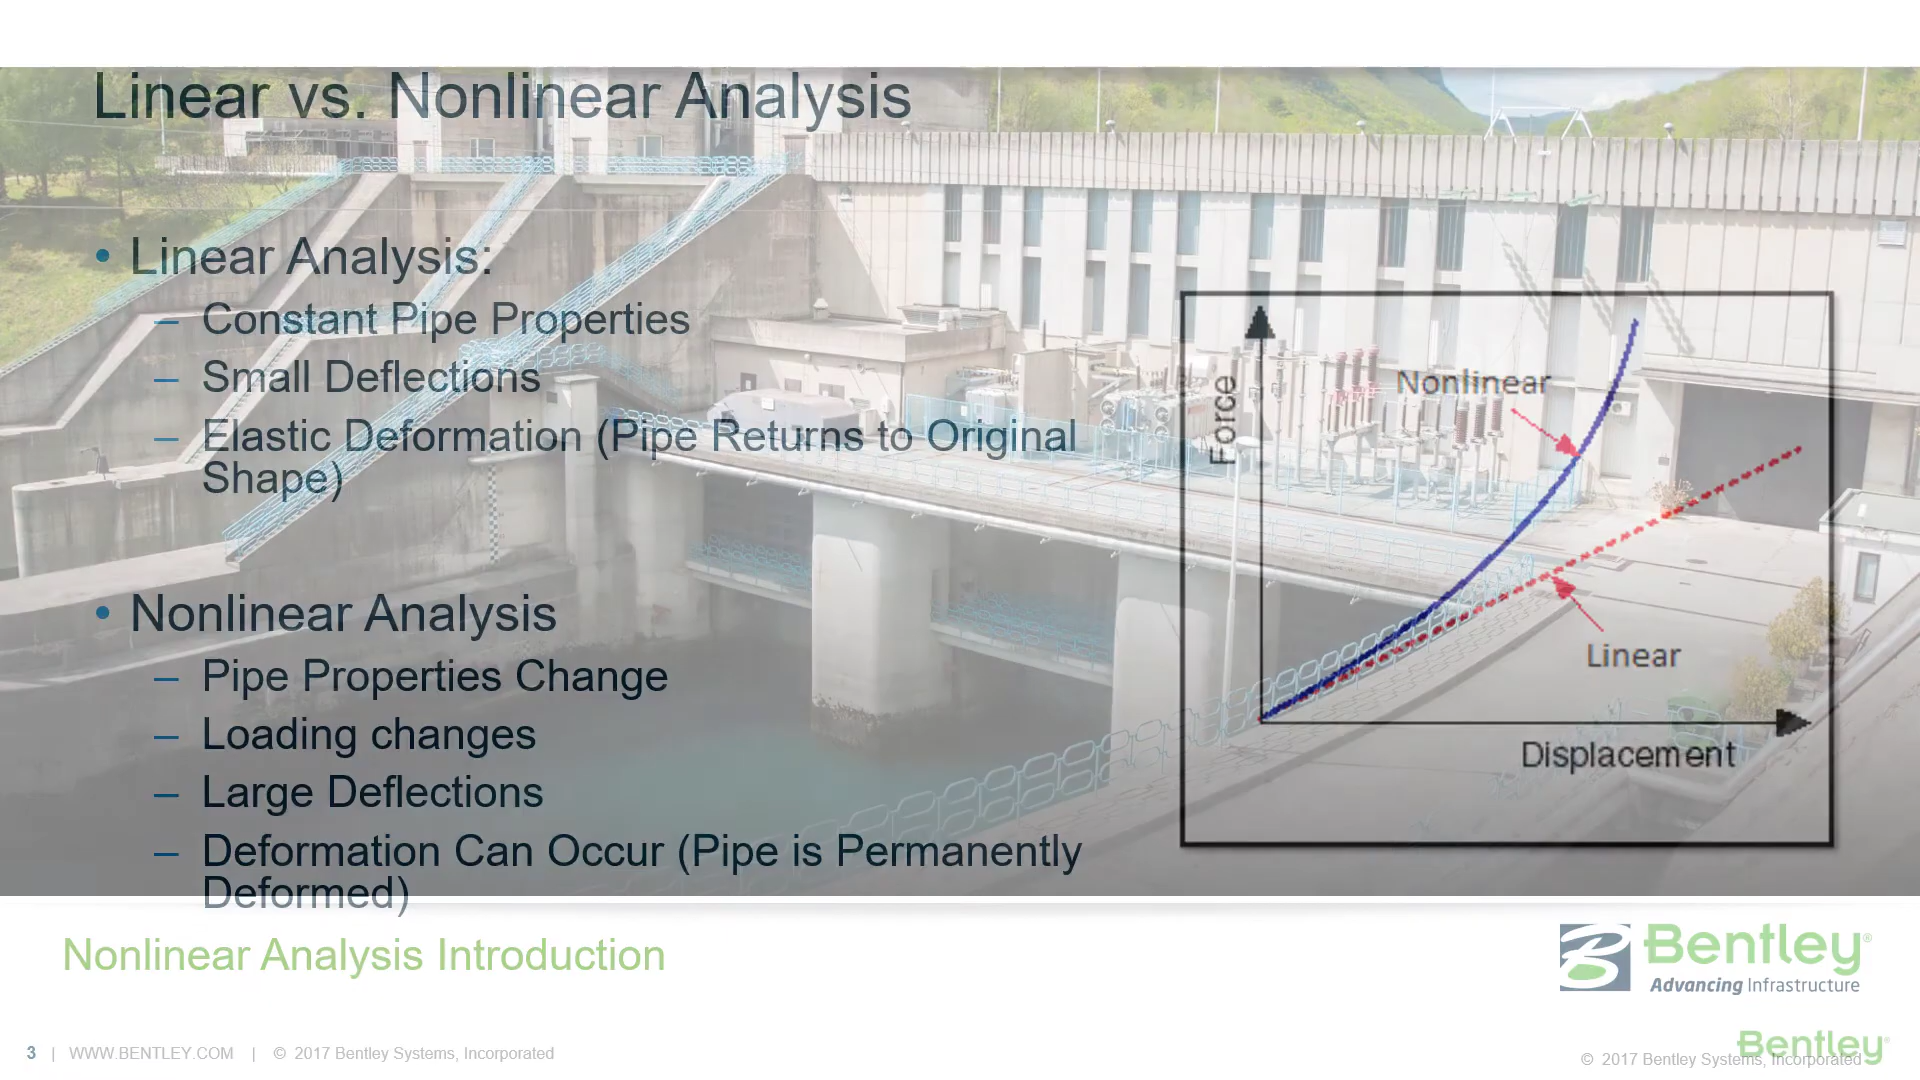 Linear vs. Nonlinear Analysis
• Linear Analysis:
– Constant Pipe Properties
– Small Deflections
– Elastic Deformation (Pipe Returns to Original
Shape)
• Nonlinear Analysis
– Pipe Properties Change
– Loading changes
– Large Deflections
– Deformation Can Occur (Pipe is Permanently
Deformed)
Force
Nonlinear
Linear
Displacement
Nonlinear Analysis Introduction
Bentley®
Advancing Infrastructure
3 | WWW.BENTLEY.COM | © 2017 Bentley Systems, Incorporated
© 2017 Bentley Systems, Incorporated
Bentley®